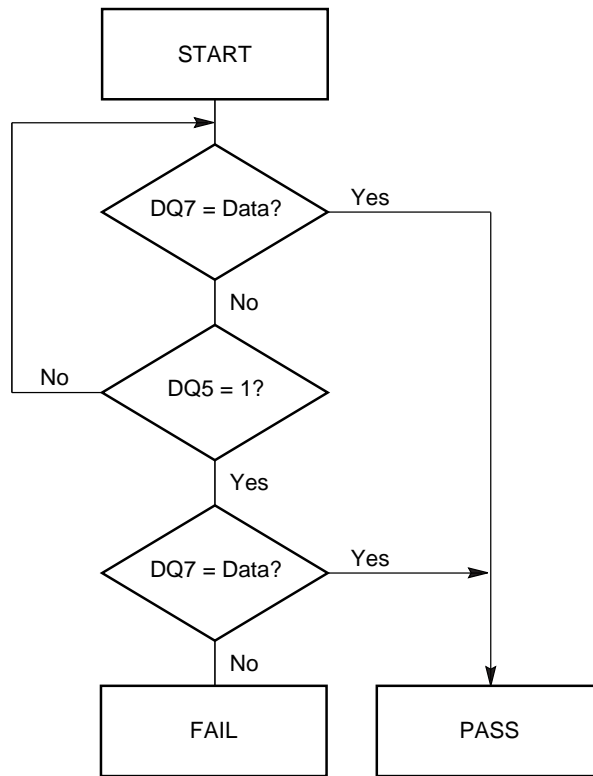 START
DQ7 = Data?
Yes
No
DQ5 = 1?
No
Yes
DQ7 = Data?
Yes
No
FAIL
PASS